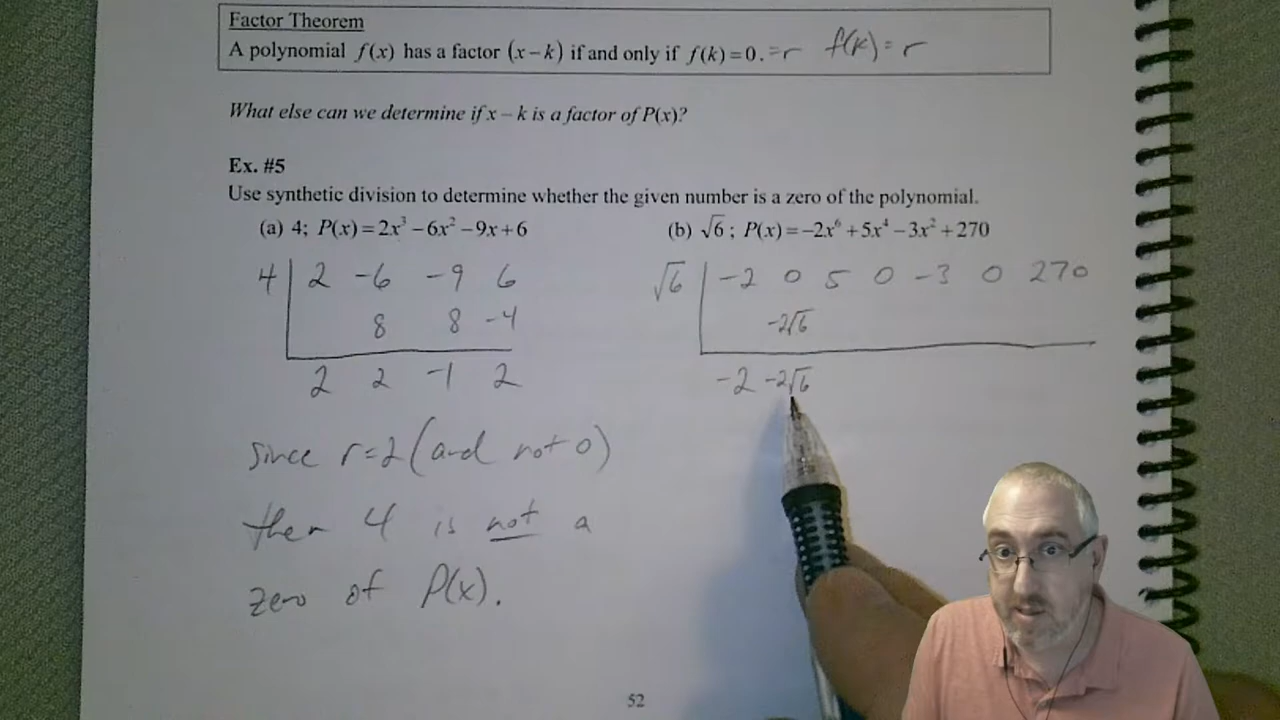 Factor Theorem
A polynomial f(x) has a factor (x−k) if and only if f(k)=0. =r f(k)=r
What else can we determine if x – k is a factor of P(x)?
Ex. #5
Use synthetic division to determine whether the given number is a zero of the polynomial.
(a) 4; P(x)=2x³−6x²−9x+6
4 | 2 -6 -9 6
8 8 -4
2 2 -1 2
since r=2 (and not 0)
then 4 is not a
zero of P(x).
(b) √6; P(x)=−2x⁶+5x⁴−3x²+270
√6 | -2 0 5 0 -3 0 270
-2√6
-2 -2√6
52